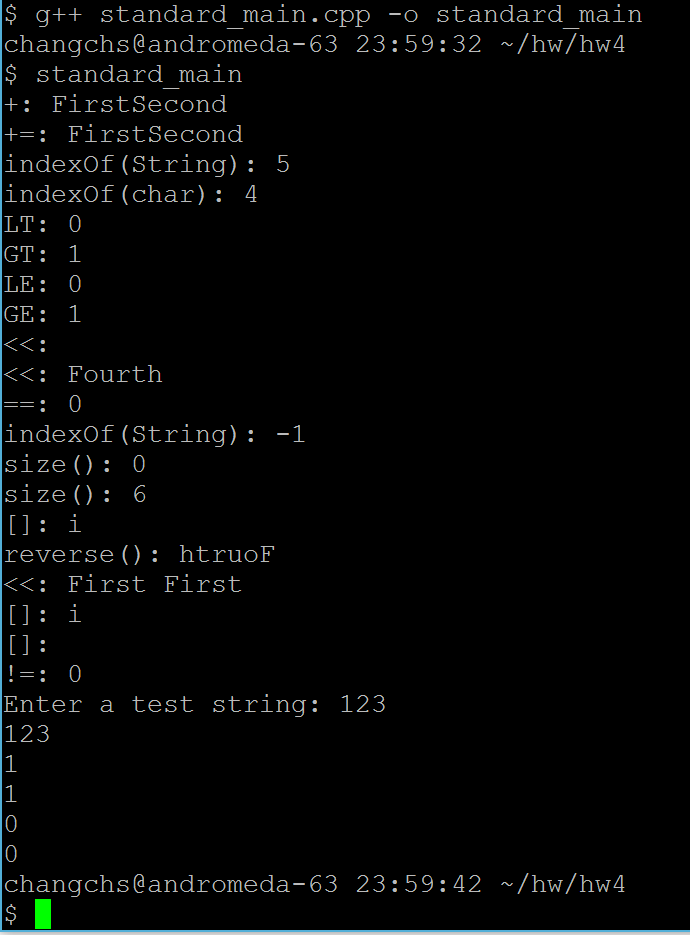 $ g++ standard_main.cpp -o standard_main
changchs@andromeda-63 23:59:32 ~/hw/hw4
$ standard_main
+: FirstSecond
+=: FirstSecond
indexOf(String): 5
indexOf(char): 4
LT: 0
GT: 1
LE: 0
GE: 1
<<:
<<: Fourth
==: 0
indexOf(String): -1
size(): 0
size(): 6
[]: i
reverse(): htruoF
<<: First First
[]: i
[]:
!=: 0
Enter a test string: 123
123
1
1
0
0
changchs@andromeda-63 23:59:42 ~/hw/hw4
$